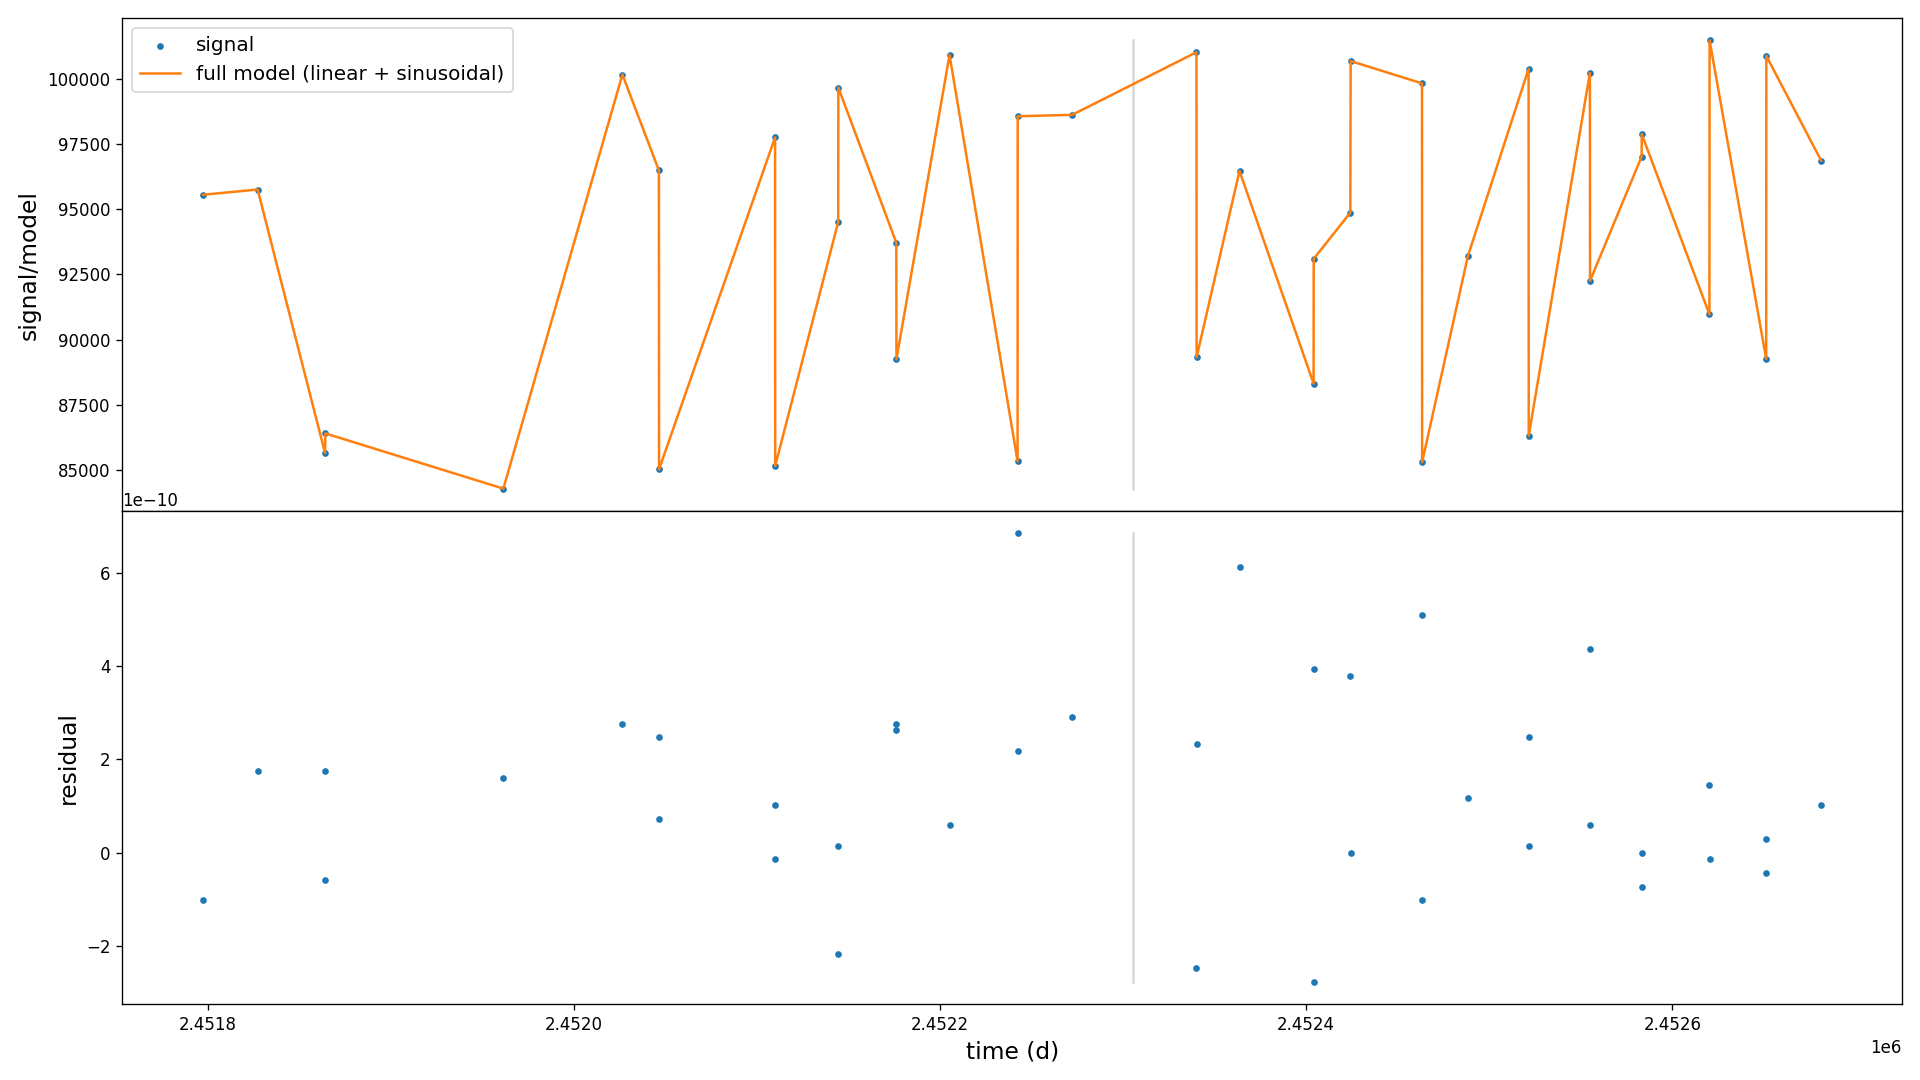 signal
full model (linear + sinusoidal)
signal/model
100000
97500
95000
92500
90000
87500
85000
1e−10
residual
6
4
2
0
−2
2.4518
2.4520
2.4522
2.4524
2.4526
time (d)
1e6